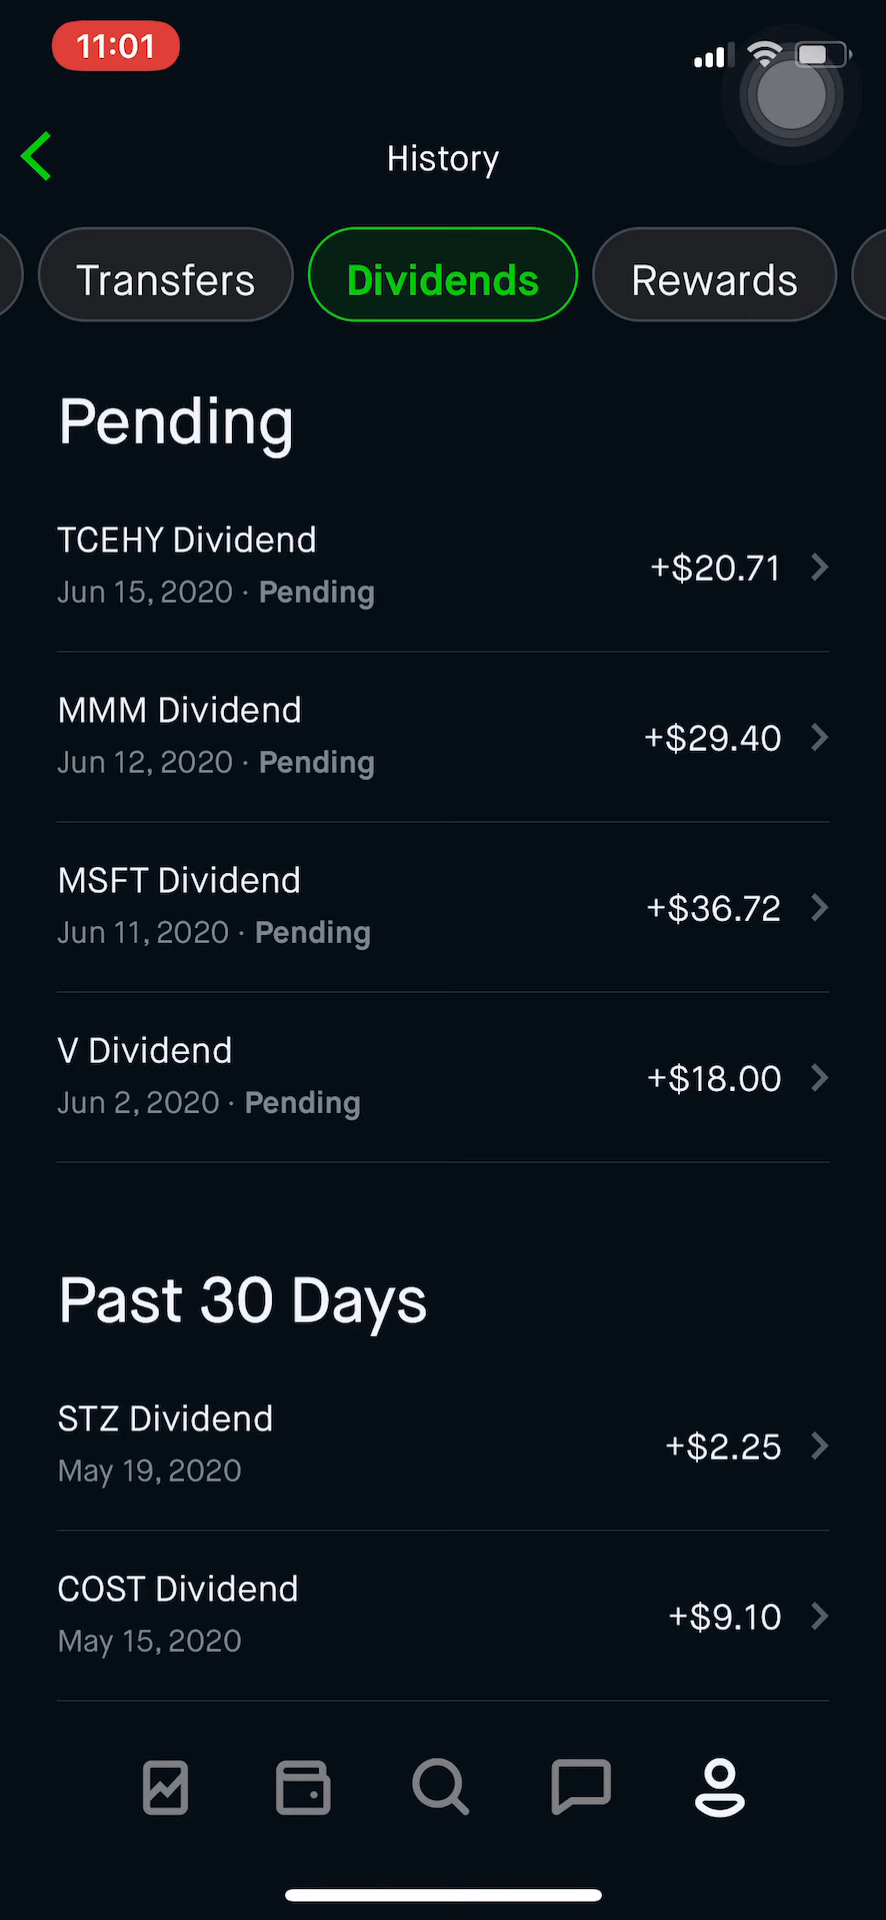 11:01
History
Transfers
Dividends
Rewards
Pending
TCEHY Dividend
+$20.71
Jun 15, 2020 · Pending
MMM Dividend
+$29.40
Jun 12, 2020 · Pending
MSFT Dividend
+$36.72
Jun 11, 2020 · Pending
V Dividend
+$18.00
Jun 2, 2020 · Pending
Past 30 Days
STZ Dividend
+$2.25
May 19, 2020
COST Dividend
+$9.10
May 15, 2020